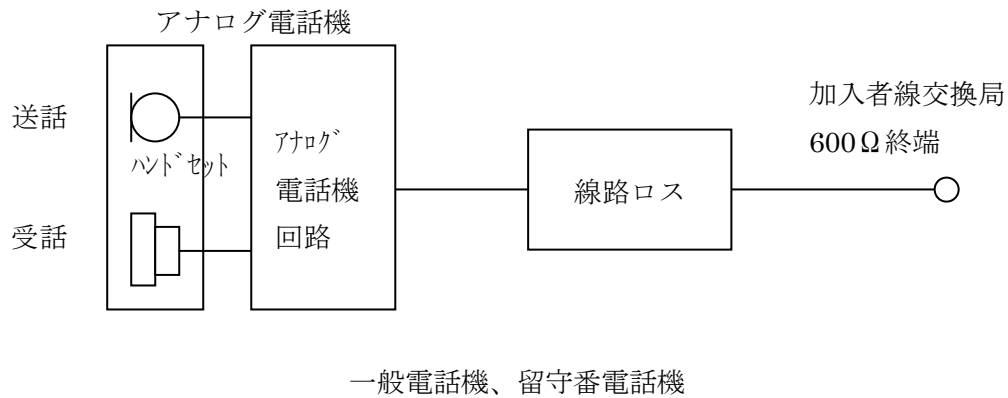 アナログ電話機
送話
ハンドセット
受話
アナログ
電話機
回路
線路ロス
加入者線交換局
600Ω終端
一般電話機、留守番電話機